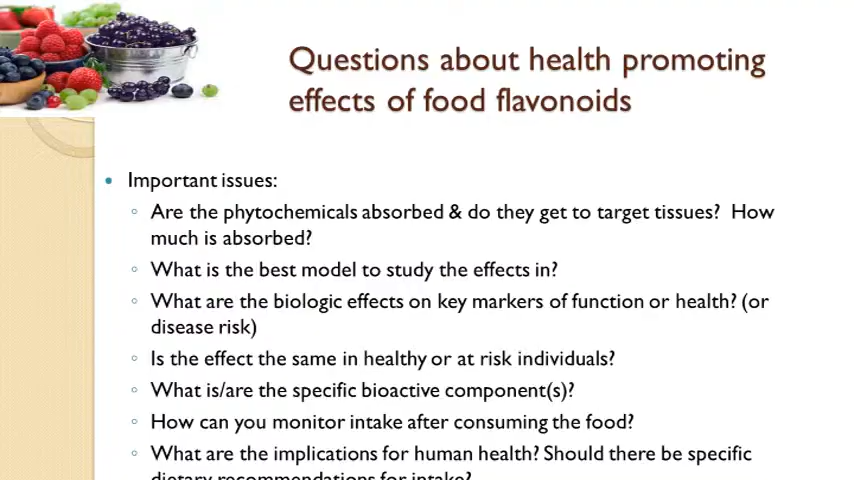 Questions about health promoting
effects of food flavonoids
Important issues:
Are the phytochemicals absorbed & do they get to target tissues? How
much is absorbed?
What is the best model to study the effects in?
What are the biologic effects on key markers of function or health? (or
disease risk)
Is the effect the same in healthy or at risk individuals?
What is/are the specific bioactive component(s)?
How can you monitor intake after consuming the food?
What are the implications for human health? Should there be specific
dietary recommendations for intake?